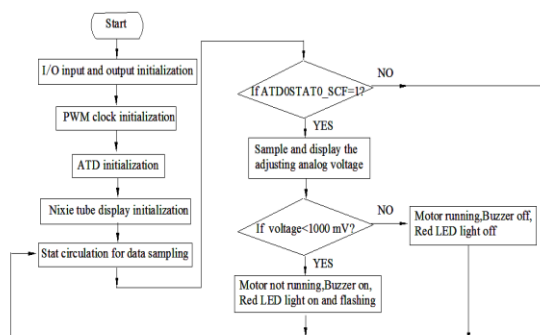 Start
I/O input and output initialization
PWM clock initialization
ATD initialization
Nixie tube display initialization
Stat circulation for data sampling
If ATD0STAT0_SCF=1?
NO
YES
Sample and display the
adjusting analog voltage
If voltage<1000 mV?
NO
Motor running,Buzzer off,
Red LED light off
YES
Motor not running,Buzzer on,
Red LED light on and flashing